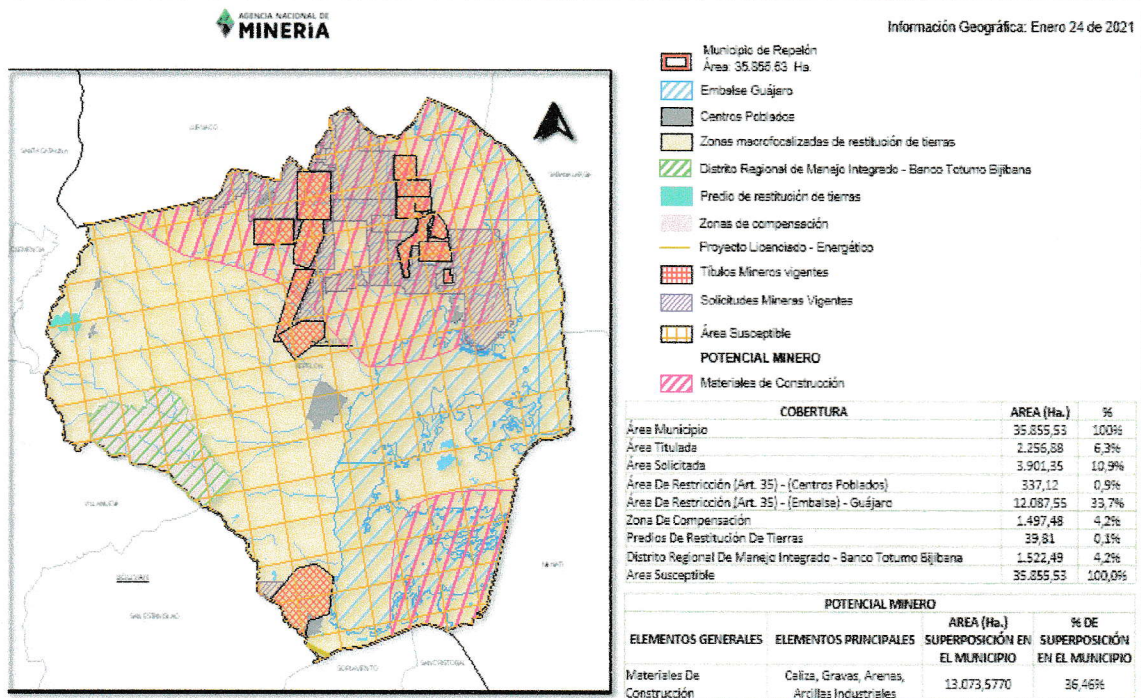 AGENCIA NACIONAL DE
MINERÍA
Información Geográfica: Enero 24 de 2021
Municipio de Repelón
Área: 35.855.53 Ha.
Embalse Guájaro
Centros Poblados
Zonas macrofocalizadas de restitución de tierras
Distrito Regional de Manejo Integrado - Banco Totumo Bijibana
Predio de restitución de tierras
Zonas de compensación
Proyecto Licenciado - Energético
Títulos Mineros vigentes
Solicitudes Mineras Vigentes
Área Susceptible
POTENCIAL MINERO
Materiales de Construcción
LURUACO
SANTA CATALINA
SABANALARGA
CLEMENCIA
REPELÓN
VILLANUEVA
BOLÍVAR
SAN ESTANISLAO
MANATÍ
SOPLAVIENTO
SAN CRISTOBAL
COBERTURA AREA (Ha.) %
Área Municipio 35.855,53 100%
Área Titulada 2.256,88 6,3%
Área Solicitada 3.901,35 10,9%
Área De Restricción (Art. 35) - (Centros Poblados) 337,12 0,9%
Área De Restricción (Art. 35) - (Embalse) - Guájaro 12.087,55 33,7%
Zona De Compensación 1.497,48 4,2%
Predios De Restitución De Tierras 39,81 0,1%
Distrito Regional De Manejo Integrado - Banco Totumo Bijibana 1.522,49 4,2%
Area Susceptible 35.855,53 100,0%
POTENCIAL MINERO
ELEMENTOS GENERALES ELEMENTOS PRINCIPALES AREA (Ha.) SUPERPOSICIÓN EN EL MUNICIPIO % DE SUPERPOSICIÓN EN EL MUNICIPIO
Materiales De Construcción Caliza, Gravas, Arenas, Arcillas Industriales 13.073,5770 36,46%